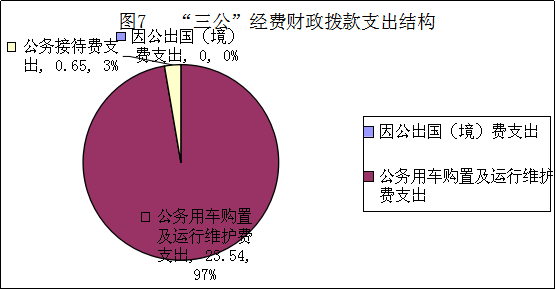 图7 “三公”经费财政拨款支出结构
公务接待费支
出, 0.65, 3%
因公出国（境）
费支出, 0, 0%
公务用车购置
及运行维护费
支出, 23.54,
97%
因公出国（境）费支出
公务用车购置及运行维护
费支出